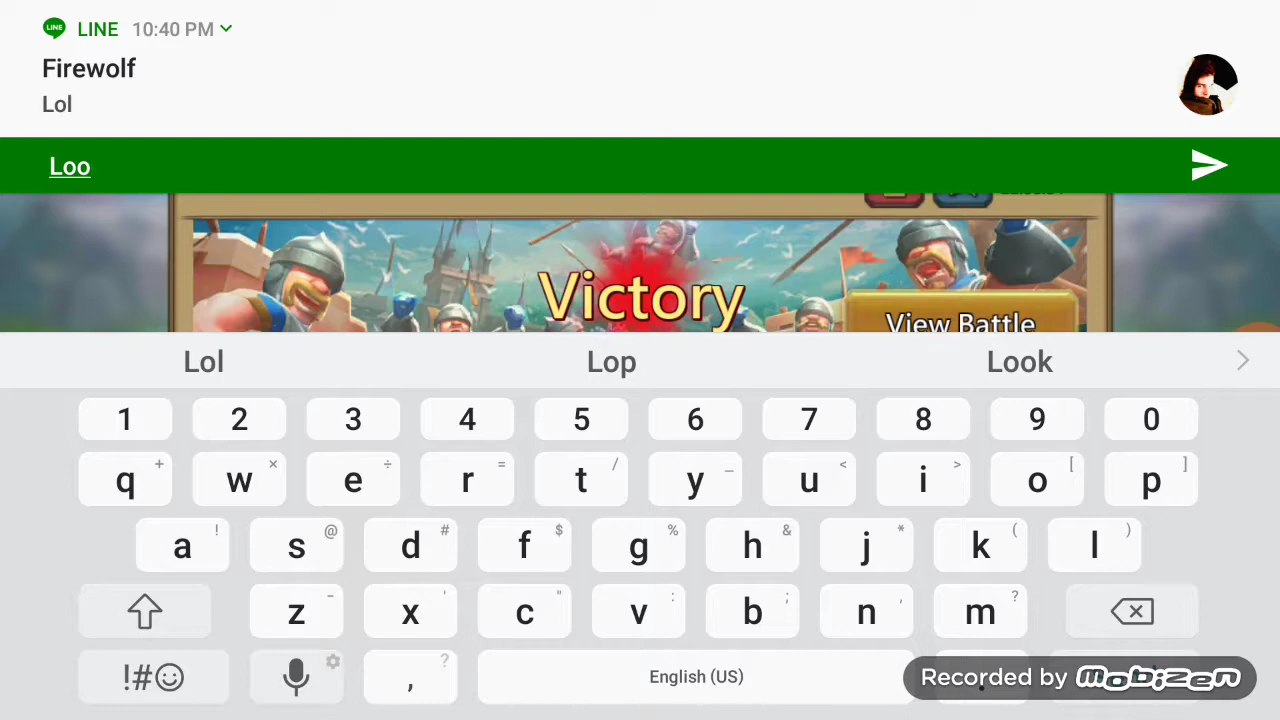 LINE
LINE 10:40 PM
Firewolf
Lol
Loo
Victory
View Battle
Lol Lop Look
1 2 3 4 5 6 7 8 9 0
q + w × e ÷ r = t / y _ u < i > o [ p ]
a ! s @ d # f $ g % h & j * k ( l )
z - x ' c " v : b ; n , m ?
!#☺ , ? English (US) .
Recorded by mobizen